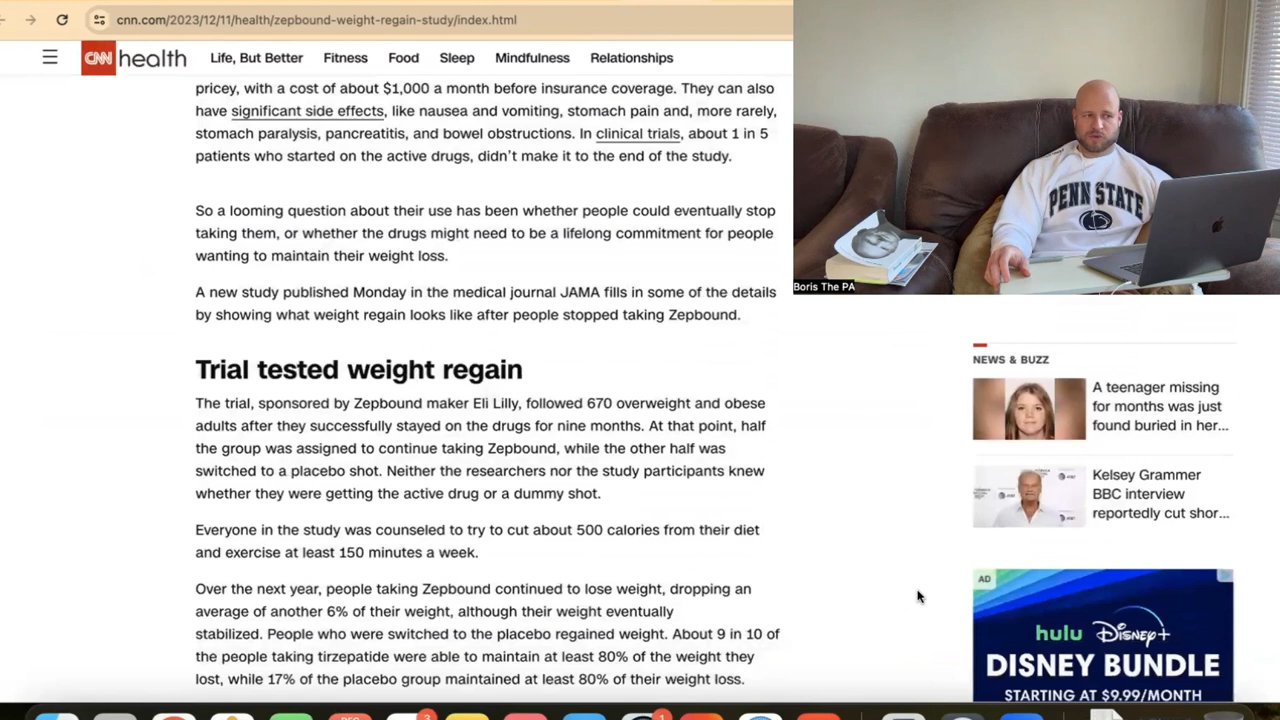 cnn.com/2023/12/11/health/zepbound-weight-regain-study/index.html
CNN health Life, But Better Fitness Food Sleep Mindfulness Relationships
pricey, with a cost of about $1,000 a month before insurance coverage. They can also
have significant side effects, like nausea and vomiting, stomach pain and, more rarely,
stomach paralysis, pancreatitis, and bowel obstructions. In clinical trials, about 1 in 5
patients who started on the active drugs, didn’t make it to the end of the study.
So a looming question about their use has been whether people could eventually stop
taking them, or whether the drugs might need to be a lifelong commitment for people
wanting to maintain their weight loss.
A new study published Monday in the medical journal JAMA fills in some of the details
by showing what weight regain looks like after people stopped taking Zepbound.
Trial tested weight regain
The trial, sponsored by Zepbound maker Eli Lilly, followed 670 overweight and obese
adults after they successfully stayed on the drugs for nine months. At that point, half
the group was assigned to continue taking Zepbound, while the other half was
switched to a placebo shot. Neither the researchers nor the study participants knew
whether they were getting the active drug or a dummy shot.
Everyone in the study was counseled to try to cut about 500 calories from their diet
and exercise at least 150 minutes a week.
Over the next year, people taking Zepbound continued to lose weight, dropping an
average of another 6% of their weight, although their weight eventually
stabilized. People who were switched to the placebo regained weight. About 9 in 10 of
the people taking tirzepatide were able to maintain at least 80% of the weight they
lost, while 17% of the placebo group maintained at least 80% of their weight loss.
PENN STATE
Boris The PA
NEWS & BUZZ
A teenager missing
for months was just
found buried in her...
Kelsey Grammer
BBC interview
reportedly cut shor...
AD
hulu Disney+
DISNEY BUNDLE
STARTING AT $9.99/MONTH
DEC
3
1